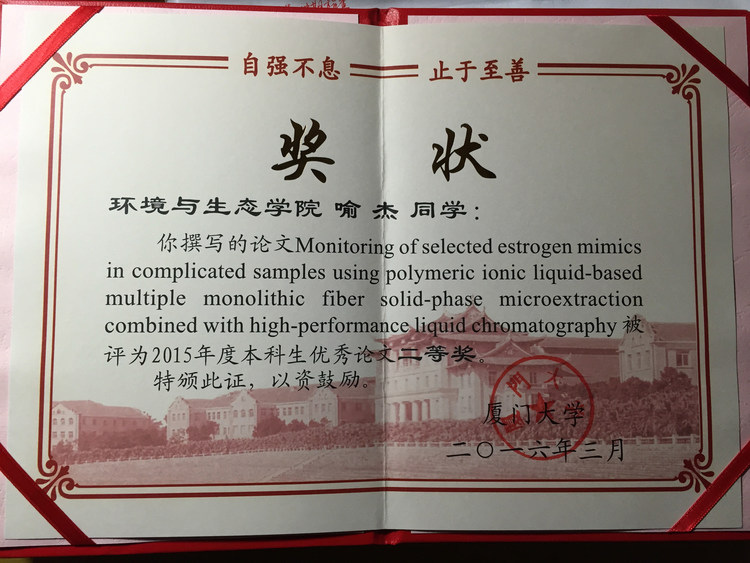 自强不息 止于至善
奖状
环境与生态学院 喻 杰 同学：
你撰写的论文Monitoring of selected estrogen mimics
in complicated samples using polymeric ionic liquid-based
multiple monolithic fiber solid-phase microextraction
combined with high-performance liquid chromatography 被
评为2015年度本科生优秀论文二等奖。
特颁此证，以资鼓励。
厦门大学
二〇一六年三月